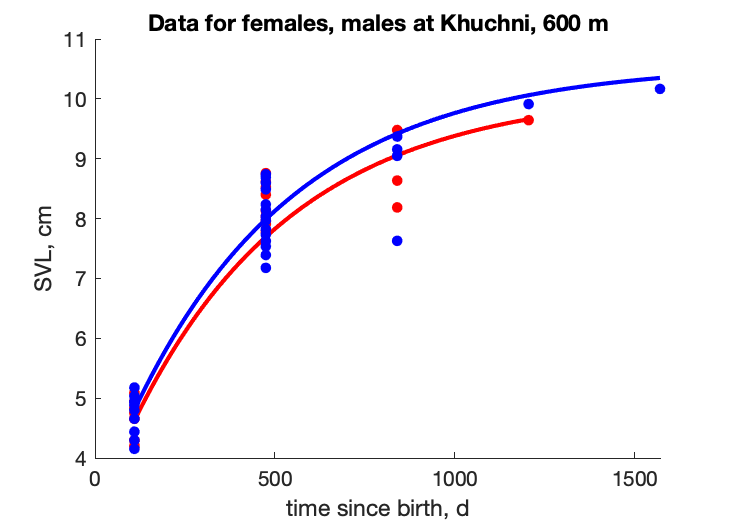 Data for females, males at Khuchni, 600 m
11
10
9
8
7
6
5
4
SVL, cm
0 500 1000 1500
time since birth, d